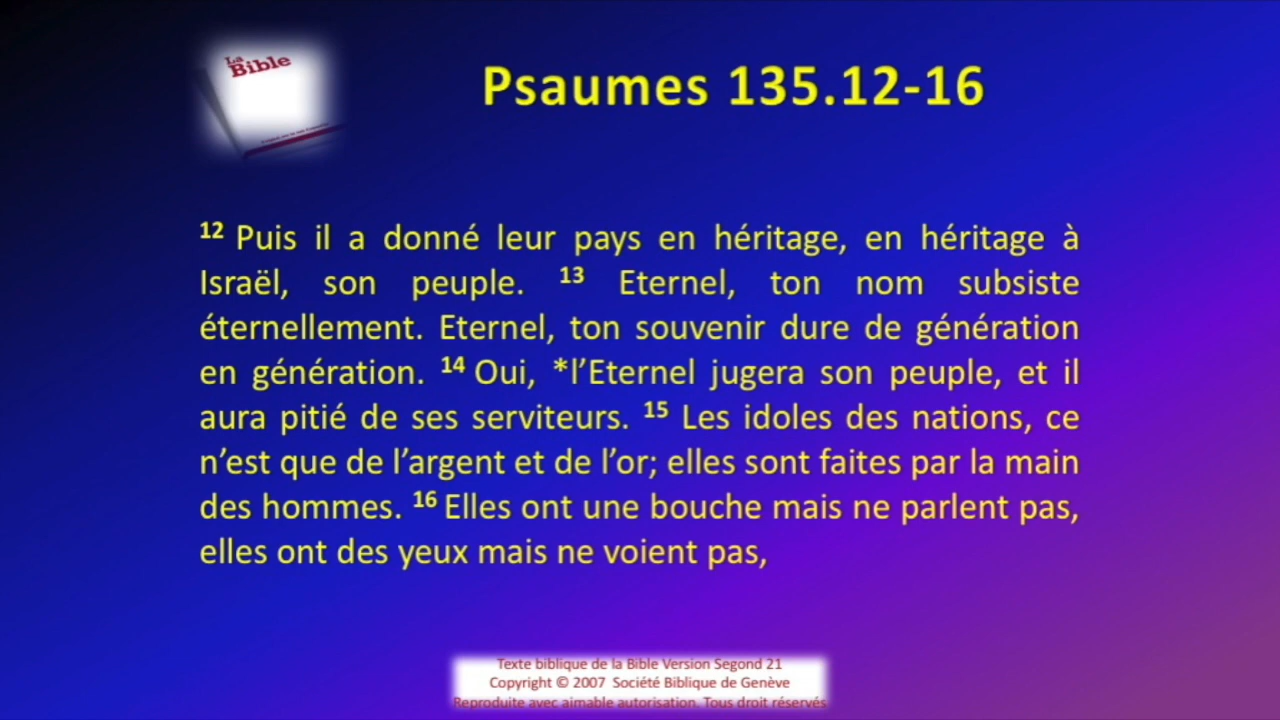 La
Bible
Psaumes 135.12-16
12 Puis il a donné leur pays en héritage, en héritage à
Israël, son peuple. 13 Eternel, ton nom subsiste
éternellement. Eternel, ton souvenir dure de génération
en génération. 14 Oui, *l’Eternel jugera son peuple, et il
aura pitié de ses serviteurs. 15 Les idoles des nations, ce
n’est que de l’argent et de l’or; elles sont faites par la main
des hommes. 16 Elles ont une bouche mais ne parlent pas,
elles ont des yeux mais ne voient pas,
Texte biblique de la Bible Version Segond 21
Copyright © 2007 Société Biblique de Genève
Reproduite avec aimable autorisation. Tous droit réservés